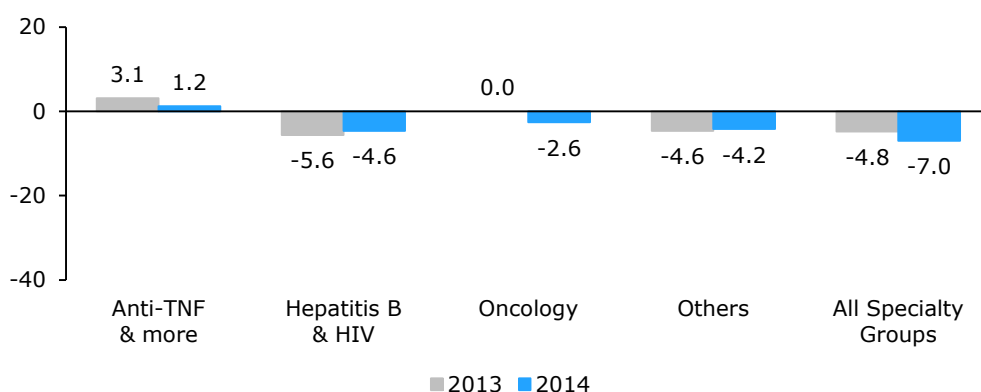 20
3.1
1.2
0.0
0
-5.6
-4.6
-2.6
-4.6
-4.2
-4.8
-7.0
-20
-40
Anti-TNF
& more
Hepatitis B
& HIV
Oncology
Others
All Specialty
Groups
2013 2014